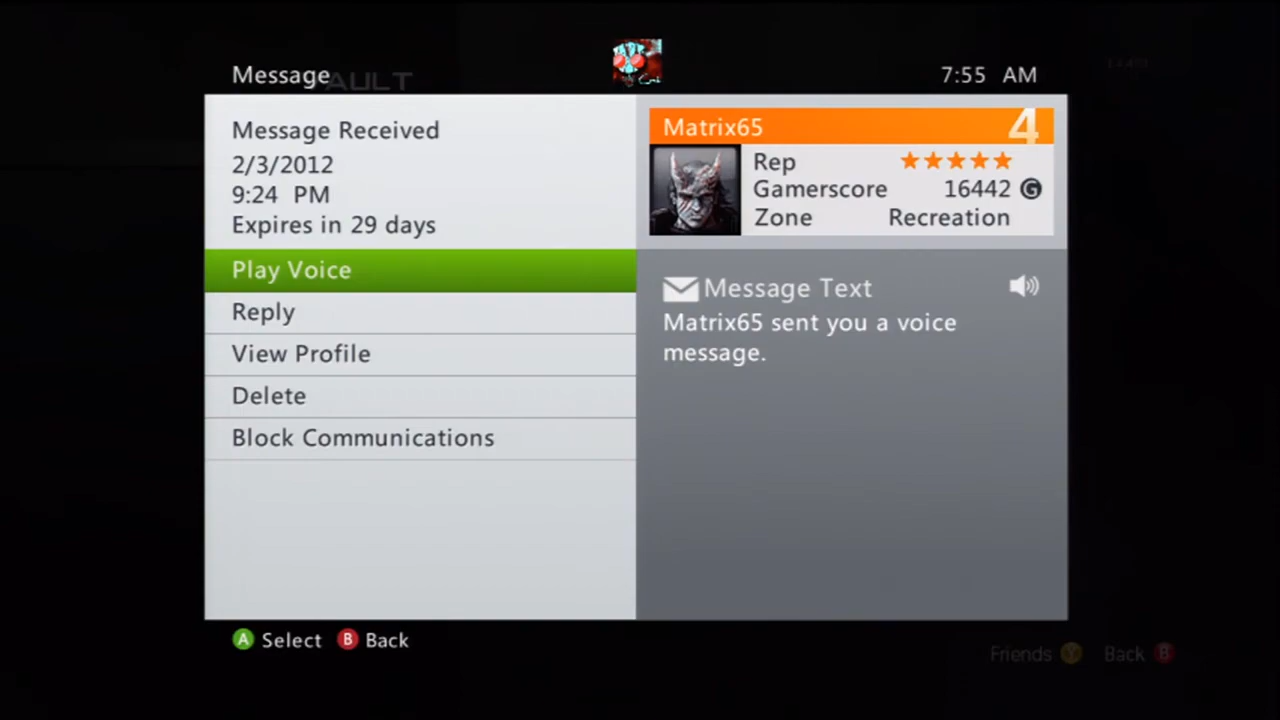 Message
AULT
7:55 AM
Message Received
2/3/2012
9:24 PM
Expires in 29 days
Play Voice
Reply
View Profile
Delete
Block Communications
Matrix65
4
Rep
Gamerscore 16442 G
Zone Recreation
Message Text
Matrix65 sent you a voice
message.
A Select B Back
Friends Y Back B